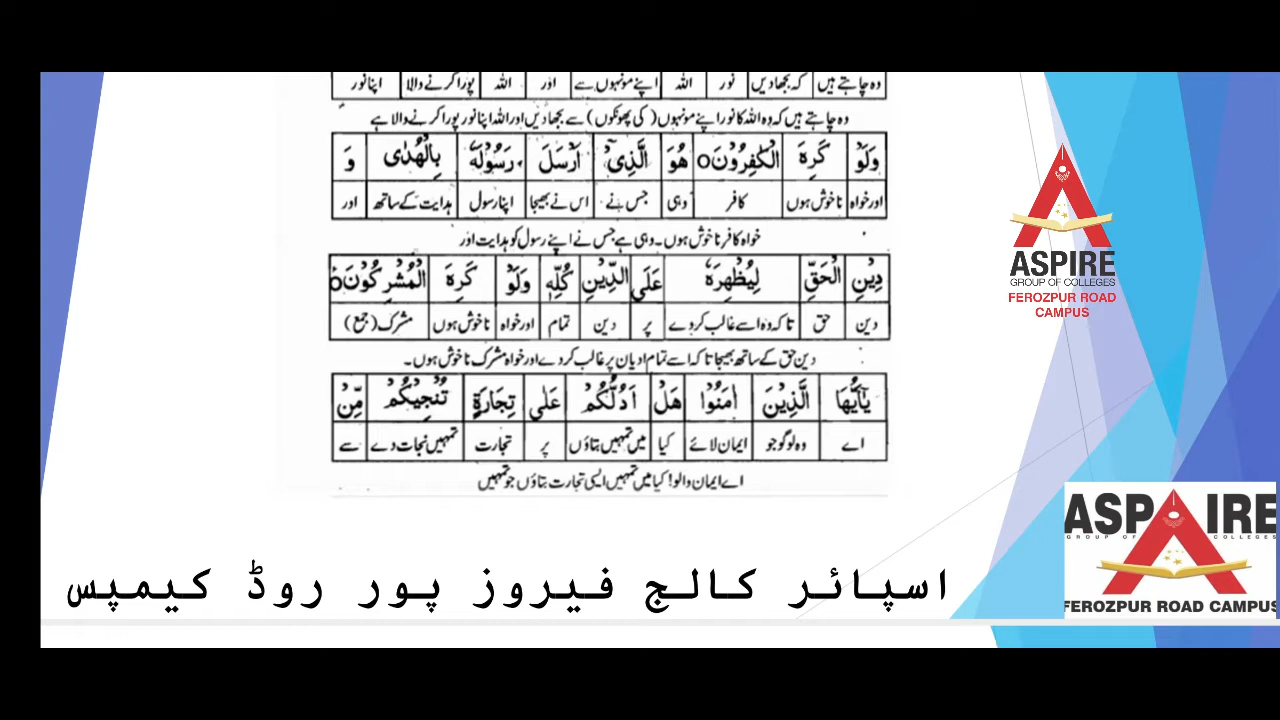 وہ چاہتے ہیں کہ بجھا دیں نور اللہ اپنے مونہوں سے اور اللہ پورا کرنے والا اپنا نور
وہ چاہتے ہیں کہ وہ اللہ کا نور اپنے مونہوں (کی پھونکوں) سے بجھا دیں اور اللہ اپنا نور پورا کرنے والا ہے
وَلَوْ كَرِهَ الْكٰفِرُوْنَ○ هُوَ الَّذِیْۤ اَرْسَلَ رَسُوْلَهٗ بِالْهُدٰی وَ
اور خواہ ناخوش ہوں کافر وہی جس نے اس نے بھیجا اپنا رسول ہدایت کے ساتھ اور
خواہ کافر ناخوش ہوں۔ وہی ہے جس نے اپنے رسول کو ہدایت اور
دِیْنِ الْحَقِّ لِیُظْهِرَهٗ عَلَی الدِّیْنِ كُلِّهٖ وَلَوْ كَرِهَ الْمُشْرِكُوْنَ○
دین حق تا کہ وہ اسے غالب کر دے پر دین تمام اور خواہ ناخوش ہوں مشرک (جمع)
دین حق کے ساتھ بھیجا تا کہ اسے تمام ادیان پر غالب کر دے اور خواہ مشرک ناخوش ہوں۔
یٰۤاَیُّهَا الَّذِیْنَ اٰمَنُوْا هَلْ اَدُلُّكُمْ عَلٰی تِجَارَةٍ تُنْجِیْكُمْ مِّنْ
اے وہ لوگو جو ایمان لائے کیا میں تمہیں بتاؤں پر تجارت تمہیں نجات دے سے
اے ایمان والو! کیا میں تمہیں ایسی تجارت بتاؤں جو تمہیں
اسپائر کالج فیروز پور روڈ کیمپس
ASPIRE
GROUP OF COLLEGES
FEROZPUR ROAD
CAMPUS
ASPAIRE
GROUP OF COLLEGES
FEROZPUR ROAD CAMPUS